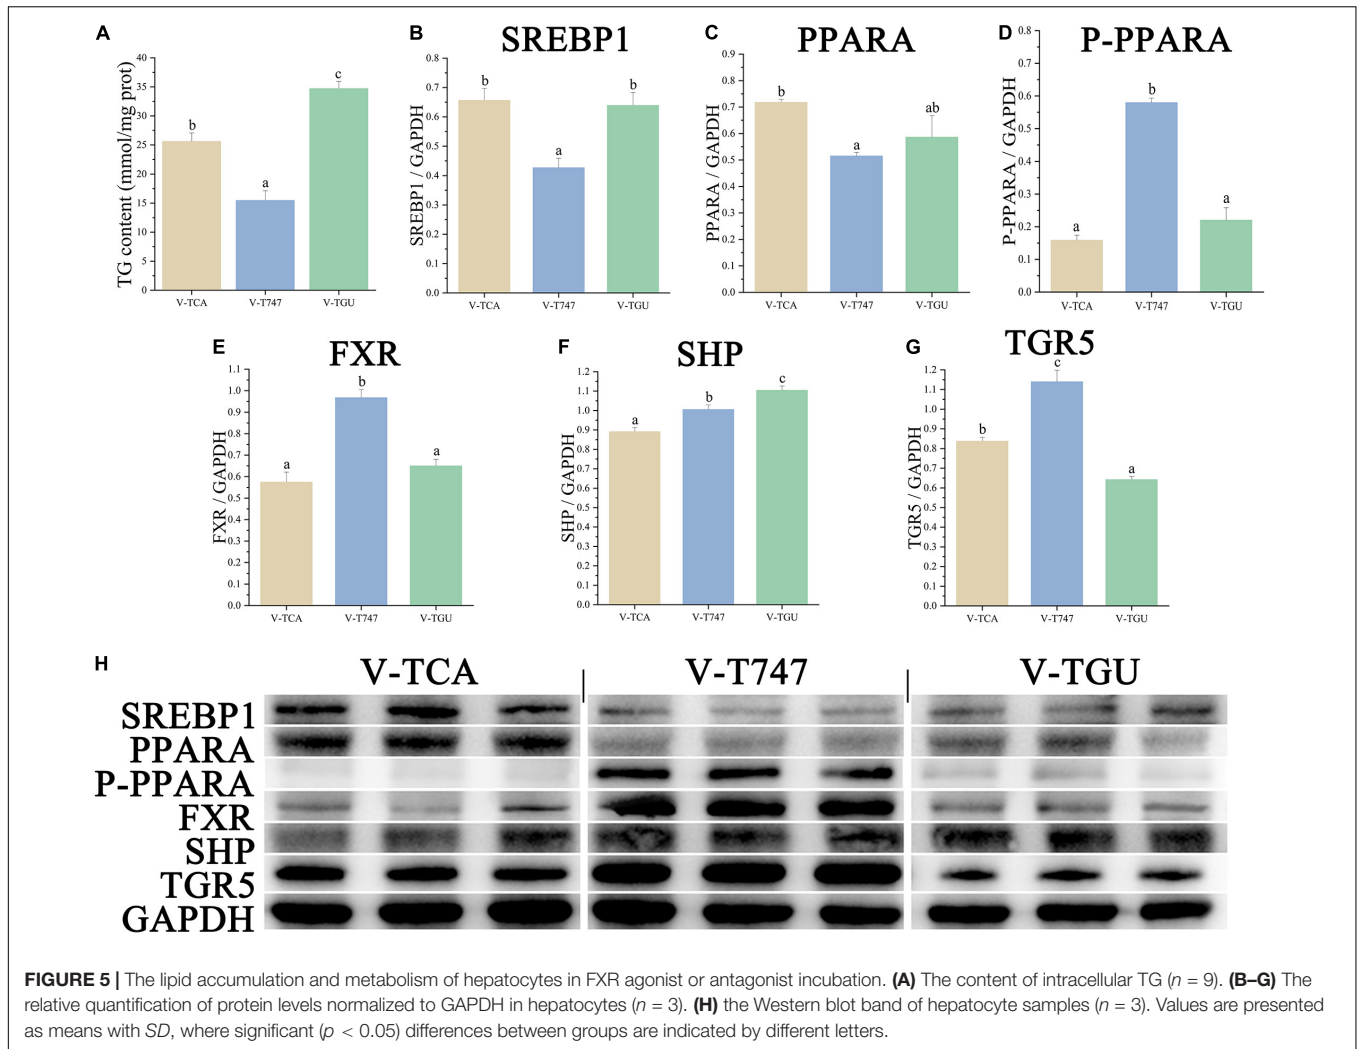 A
TG content (mmol/mg prot)
40
35
30
25
20
15
10
5
0
b
a
c
V-TCA V-T747 V-TGU
B
SREBP1
SREBP1 / GAPDH
0.8
0.7
0.6
0.5
0.4
0.3
0.2
0.1
0.0
b
a
b
V-TCA V-T747 V-TGU
C
PPARA
PPARA / GAPDH
0.9
0.8
0.7
0.6
0.5
0.4
0.3
0.2
0.1
0.0
b
a
ab
V-TCA V-T747 V-TGU
D
P-PPARA
P-PPARA / GAPDH
0.8
0.7
0.6
0.5
0.4
0.3
0.2
0.1
0.0
a
b
a
V-TCA V-T747 V-TGU
E
FXR
FXR / GAPDH
1.1
1.0
0.9
0.8
0.7
0.6
0.5
0.4
0.3
0.2
0.1
0.0
a
b
a
V-TCA V-T747 V-TGU
F
SHP
SHP / GAPDH
1.2
1.1
1.0
0.9
0.8
0.7
0.6
0.5
0.4
0.3
0.2
0.1
0.0
a
b
c
V-TCA V-T747 V-TGU
G
TGR5
TGR5 / GAPDH
1.2
1.1
1.0
0.9
0.8
0.7
0.6
0.5
0.4
0.3
0.2
0.1
0.0
b
c
a
V-TCA V-T747 V-TGU
H
V-TCA V-T747 V-TGU
SREBP1
PPARA
P-PPARA
FXR
SHP
TGR5
GAPDH
FIGURE 5 | The lipid accumulation and metabolism of hepatocytes in FXR agonist or antagonist incubation. (A) The content of intracellular TG (n = 9). (B–G) The
relative quantification of protein levels normalized to GAPDH in hepatocytes (n = 3). (H) the Western blot band of hepatocyte samples (n = 3). Values are presented
as means with SD, where significant (p < 0.05) differences between groups are indicated by different letters.